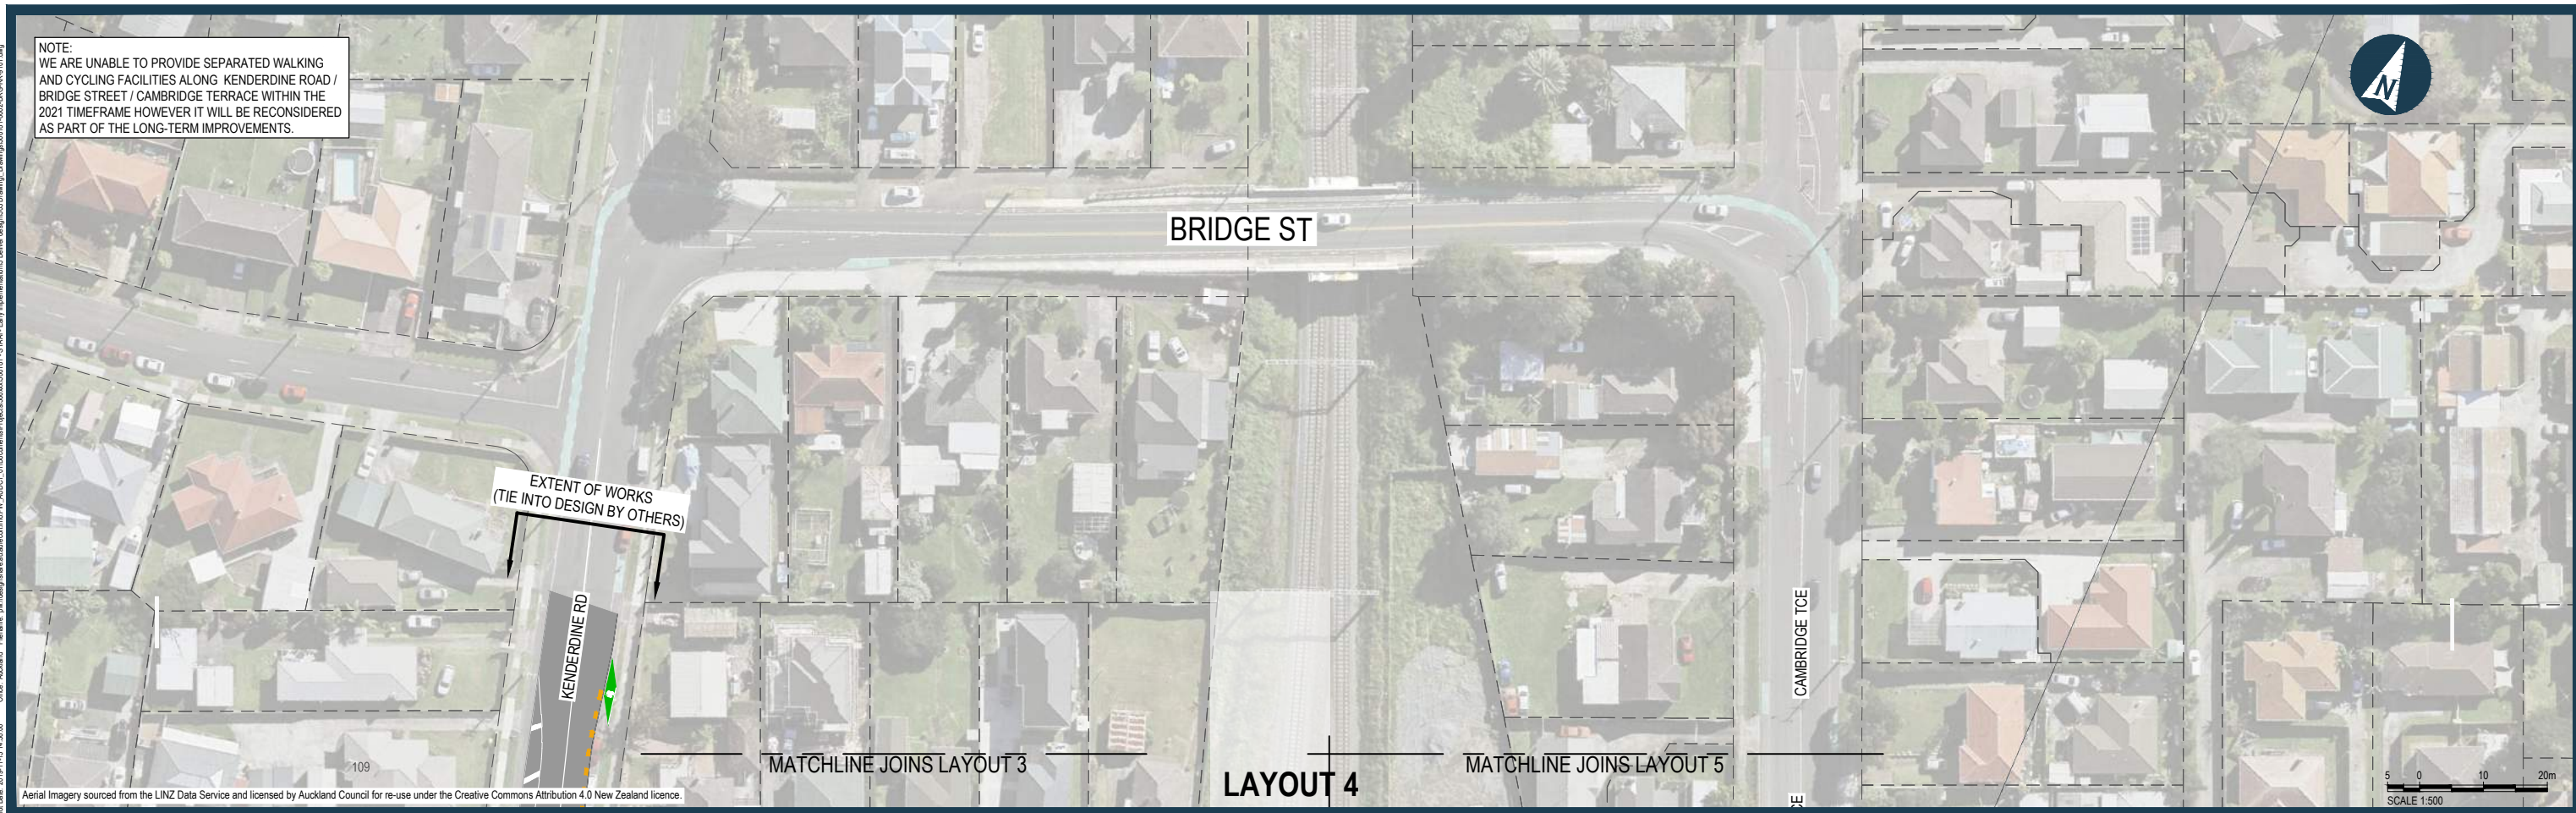 NOTE:
WE ARE UNABLE TO PROVIDE SEPARATED WALKING
AND CYCLING FACILITIES ALONG KENDERDINE ROAD /
BRIDGE STREET / CAMBRIDGE TERRACE WITHIN THE
2021 TIMEFRAME HOWEVER IT WILL BE RECONSIDERED
AS PART OF THE LONG-TERM IMPROVEMENTS.
N
BRIDGE ST
EXTENT OF WORKS
(TIE INTO DESIGN BY OTHERS)
KENDERDINE RD
CAMBRIDGE TCE
109
MATCHLINE JOINS LAYOUT 3
LAYOUT 4
MATCHLINE JOINS LAYOUT 5
CE
5 0 10 20m
SCALE 1:500
Aerial Imagery sourced from the LINZ Data Service and licensed by Auckland Council for re-use under the Creative Commons Attribution 4.0 New Zealand licence.